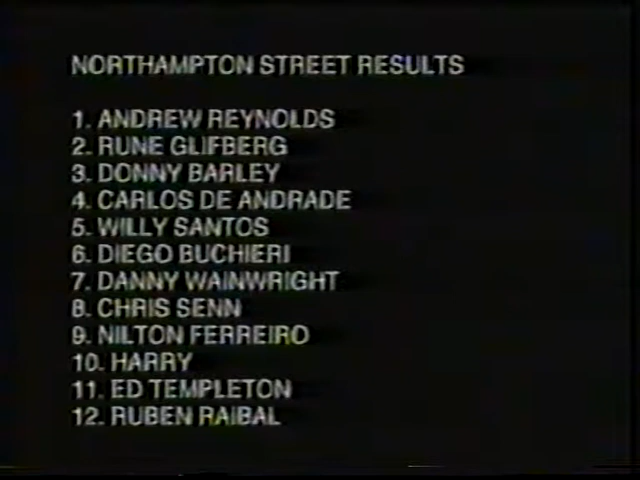 NORTHAMPTON STREET RESULTS
1. ANDREW REYNOLDS
2. RUNE GLIFBERG
3. DONNY BARLEY
4. CARLOS DE ANDRADE
5. WILLY SANTOS
6. DIEGO BUCHIERI
7. DANNY WAINWRIGHT
8. CHRIS SENN
9. NILTON FERREIRO
10. HARRY
11. ED TEMPLETON
12. RUBEN RAIBAL